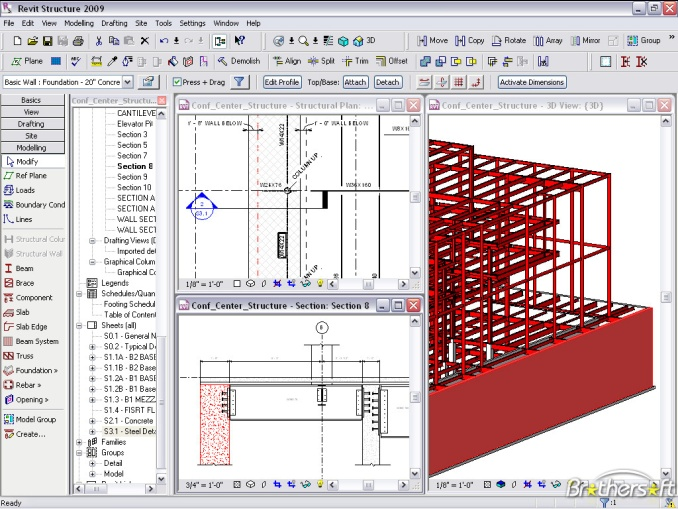 Revit Structure 2009
File Edit View Modelling Drafting Site Tools Settings Window Help
3D Move Copy Rotate Array Mirror Group »
Plane Demolish Align Split Trim Offset
Basic Wall : Foundation - 20" Concre Press + Drag Edit Profile Top/Base: Attach Detach Activate Dimensions
Basics
View
Drafting
Site
Modelling
Modify
Ref Plane
Loads
Boundary Cond
Lines
Structural Colu
Structural Wall
Beam
Brace
Component
Slab
Slab Edge
Beam System
Truss
Foundation »
Rebar »
Opening »
Model Group
Create...
Conf_Center_Structu
CANTILEVE
Elevator Pi
Section 3
Section 5
Section 7
Section 8
Section 9
Section 10
SECTION A
SECTION A
WALL SECT
WALL SECT
Drafting Views (D
Imported det
Graphical Column
Graphical Co
Legends
Schedules/Quan
Footing Schedul
Table of Content
Sheets (all)
S0.1 - General N
S0.2 - Typical D
S1.1A - B2 BASE
S1.1B - B2 BASE
S1.2A - B1 BASE
S1.2B - B1 BASE
S1.3 - B1 MEZZ
S1.4 - FISRT FL
S2.1 - Concrete
S3.1 - Steel Deta
Families
Groups
Detail
Model
Conf_Center_Structure - Structural Plan: ...
1' - 8" WALL BELOW
1' - 0" WALL BELOW
W14X22
W8X1
COLUMN UP
W24X76
W36X160
2
S3.1
W14X22
1/8" = 1'-0"
Conf_Center_Structure - Section: Section 8
8
3/4" = 1'-0"
Conf_Center_Structure - 3D View: {3D}
1/8" = 1'-0"
Ready
:1
Br thers ft